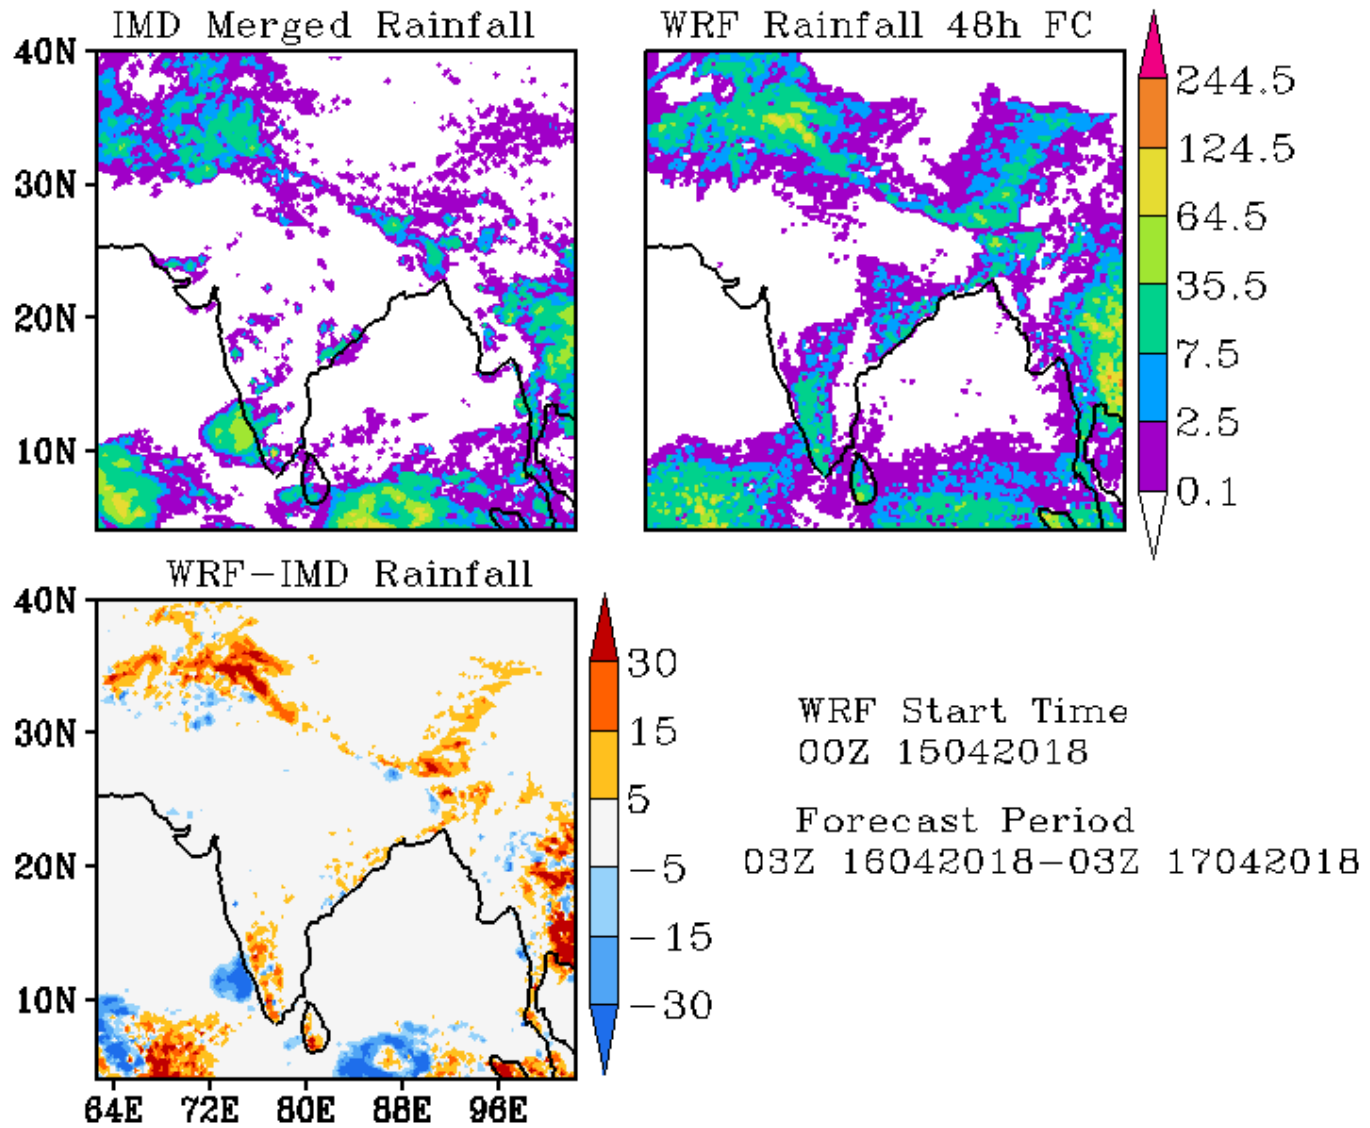 IMD Merged Rainfall
WRF Rainfall 48h FC
40N
30N
20N
10N
244.5
124.5
64.5
35.5
7.5
2.5
0.1
WRF-IMD Rainfall
40N
30N
20N
10N
64E 72E 80E 88E 96E
30
15
5
-5
-15
-30
WRF Start Time
00Z 15042018
Forecast Period
03Z 16042018-03Z 17042018